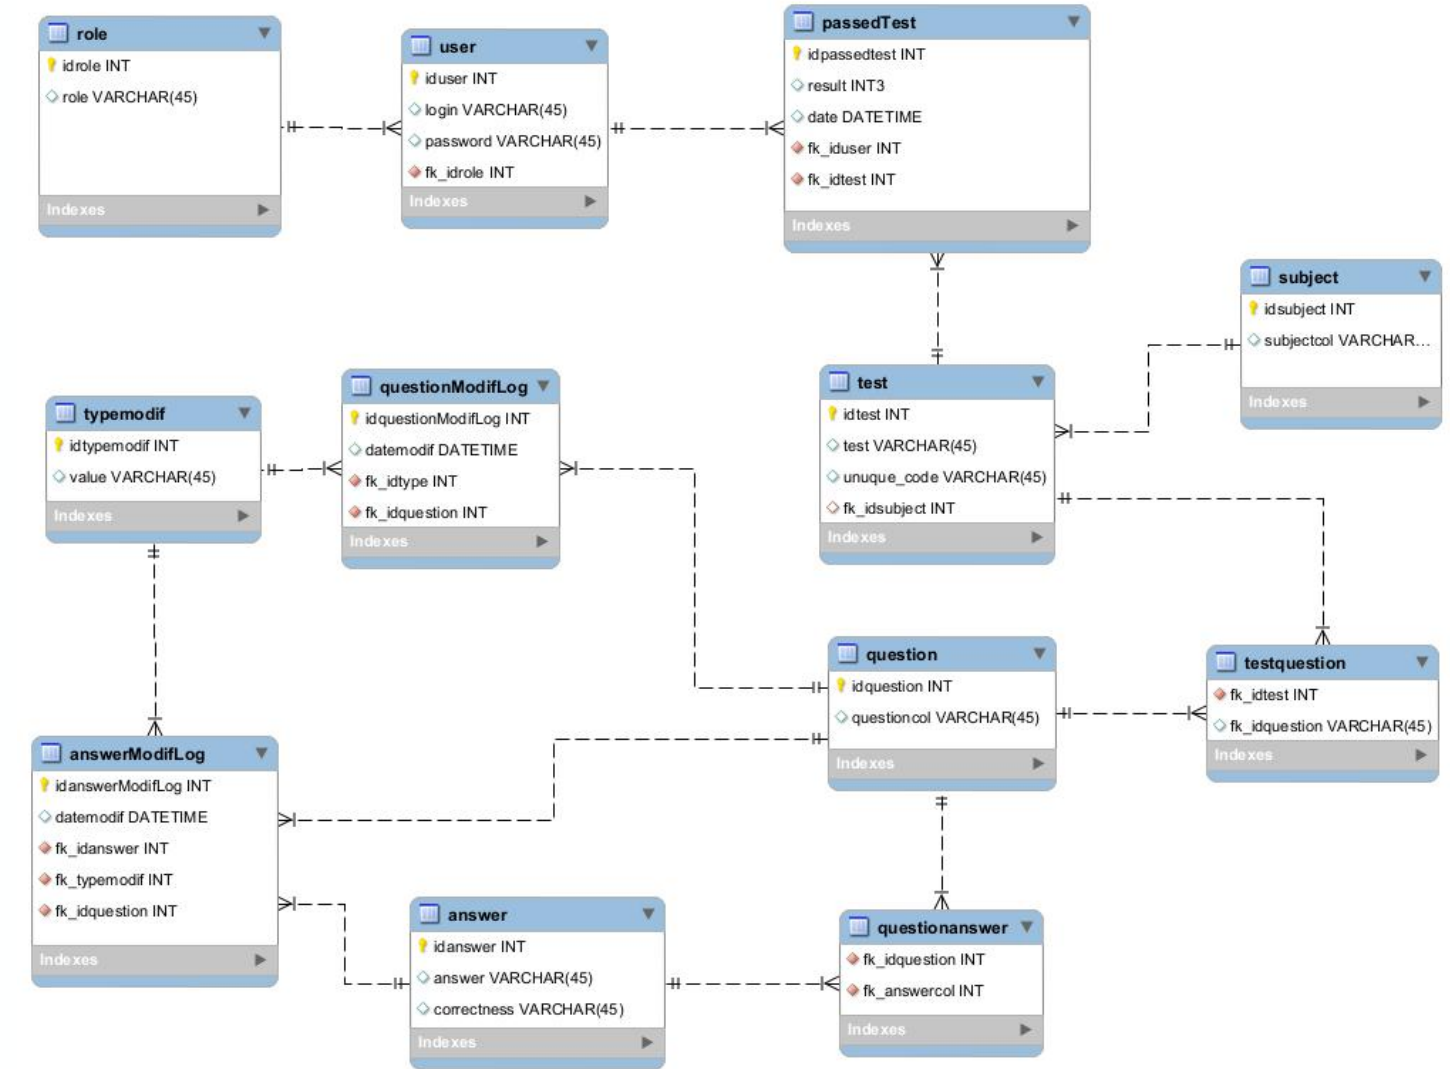 role
idrole INT
role VARCHAR(45)
Indexes
user
iduser INT
login VARCHAR(45)
password VARCHAR(45)
fk_idrole INT
Indexes
passedTest
idpassedtest INT
result INT3
date DATETIME
fk_iduser INT
fk_idtest INT
Indexes
subject
idsubject INT
subjectcol VARCHAR...
Indexes
test
idtest INT
test VARCHAR(45)
unuque_code VARCHAR(45)
fk_idsubject INT
Indexes
questionModifLog
idquestionModifLog INT
datemodif DATETIME
fk_idtype INT
fk_idquestion INT
Indexes
typemodif
idtypemodif INT
value VARCHAR(45)
Indexes
question
idquestion INT
questioncol VARCHAR(45)
Indexes
testquestion
fk_idtest INT
fk_idquestion VARCHAR(45)
Indexes
answerModifLog
idanswerModifLog INT
datemodif DATETIME
fk_idanswer INT
fk_typemodif INT
fk_idquestion INT
Indexes
answer
idanswer INT
answer VARCHAR(45)
correctness VARCHAR(45)
Indexes
questionanswer
fk_idquestion INT
fk_answercol INT
Indexes